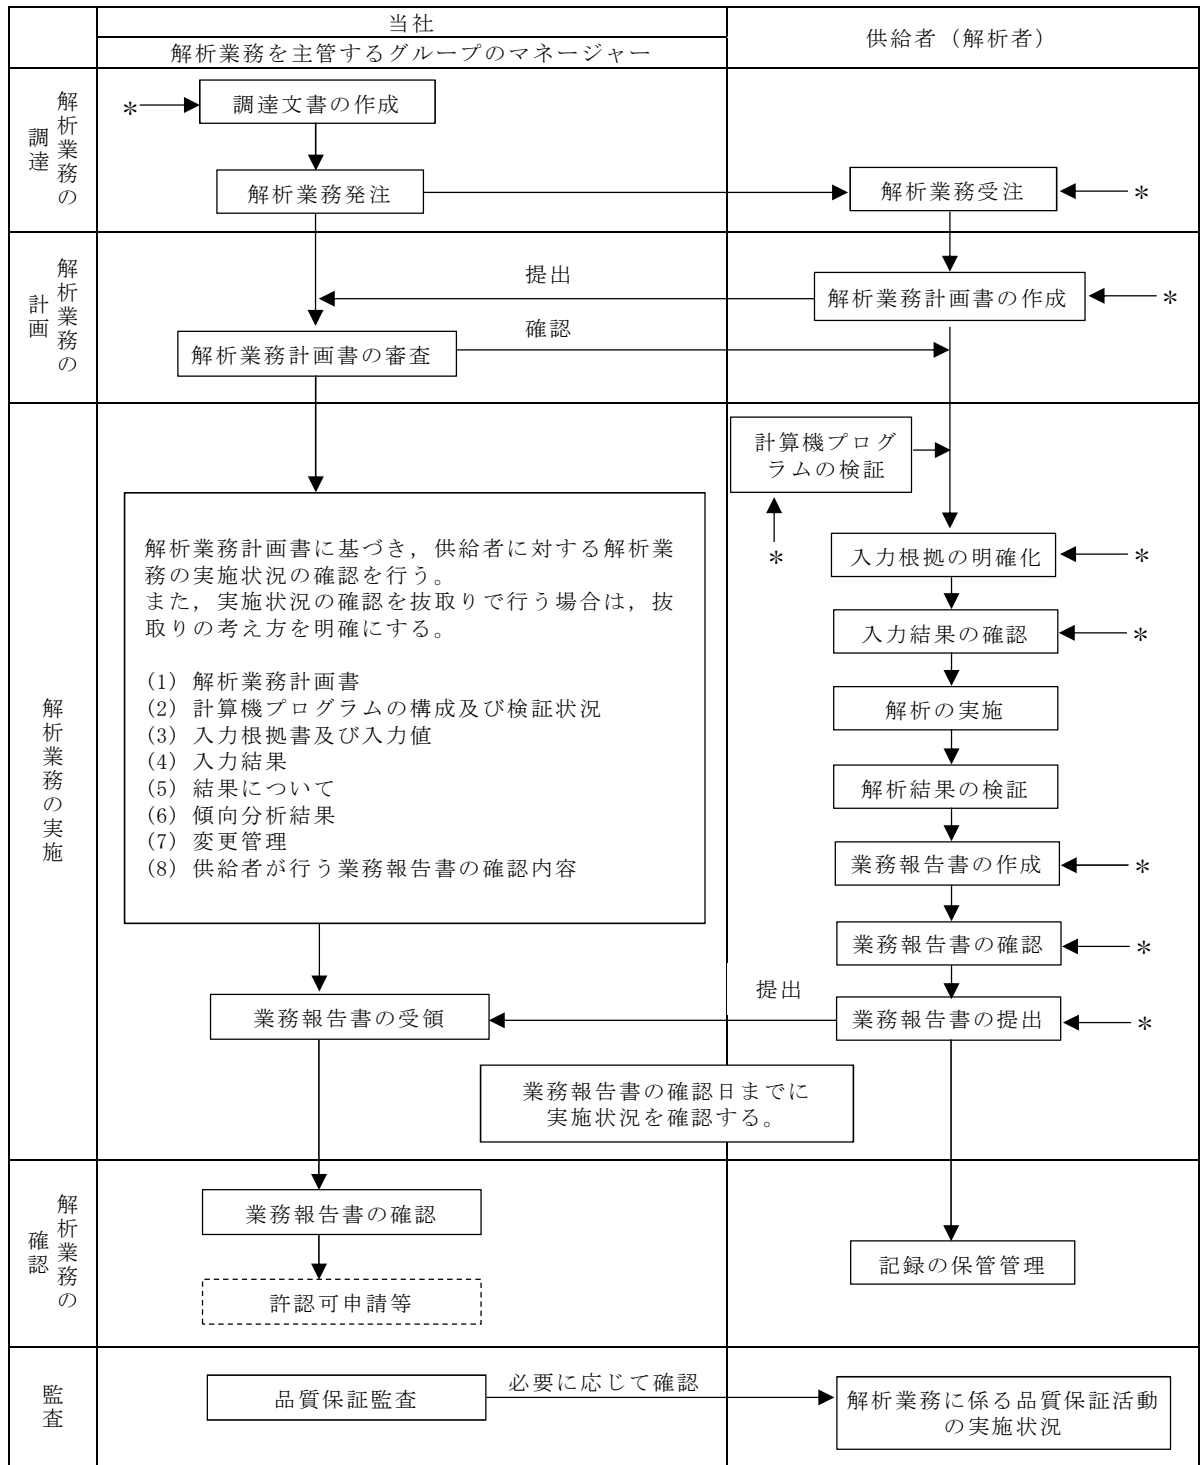 当社
解析業務を主管するグループのマネージャー
供給者（解析者）
解析業務の
調達
＊
調達文書の作成
解析業務発注
解析業務受注
＊
解析業務の
計画
提出
解析業務計画書の作成
＊
確認
解析業務計画書の審査
解析業務の実施
計算機プログ
ラムの検証
＊
解析業務計画書に基づき，供給者に対する解析業
務の実施状況の確認を行う。
また，実施状況の確認を抜取りで行う場合は，抜
取りの考え方を明確にする。
(1) 解析業務計画書
(2) 計算機プログラムの構成及び検証状況
(3) 入力根拠書及び入力値
(4) 入力結果
(5) 結果について
(6) 傾向分析結果
(7) 変更管理
(8) 供給者が行う業務報告書の確認内容
入力根拠の明確化
＊
入力結果の確認
＊
解析の実施
解析結果の検証
業務報告書の作成
＊
業務報告書の確認
＊
提出
業務報告書の受領
業務報告書の提出
＊
業務報告書の確認日までに
実施状況を確認する。
解析業務の
確認
業務報告書の確認
記録の保管管理
許認可申請等
監査
品質保証監査
必要に応じて確認
解析業務に係る品質保証活動
の実施状況